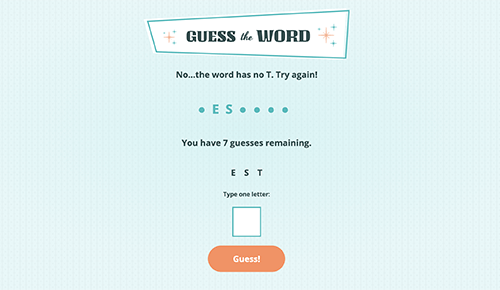 GUESS the WORD
No...the word has no T. Try again!
● E S ● ● ● ●
You have 7 guesses remaining.
E S T
Type one letter:
Guess!